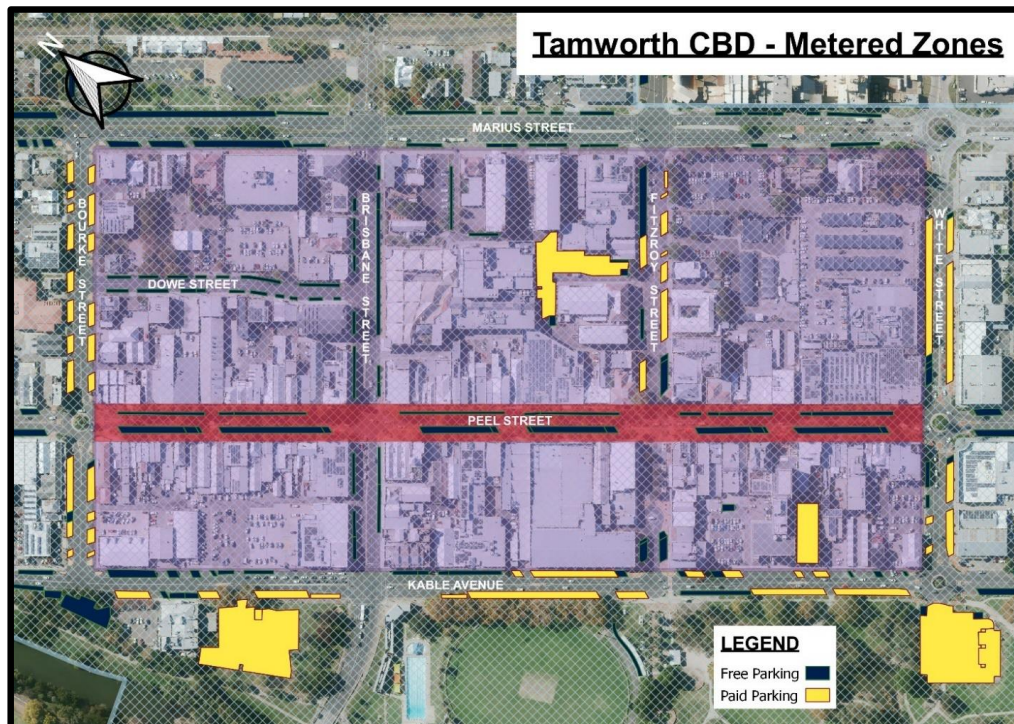 Tamworth CBD - Metered Zones
N
MARIUS STREET
BOURKE STREET
BRISBANE STREET
FITZROY STREET
WHITE STREET
DOWE STREET
PEEL STREET
KABLE AVENUE
LEGEND
Free Parking
Paid Parking